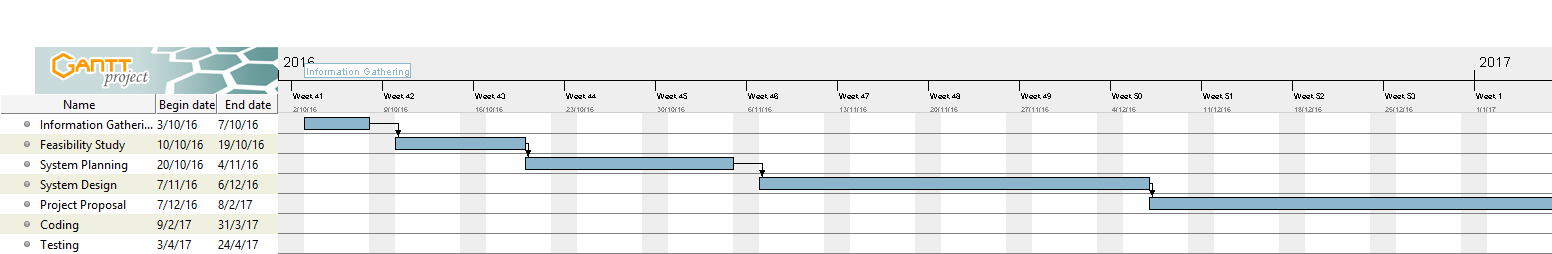 2016
2017
GANTT
project
Information Gathering
Week 41 Week 42 Week 43 Week 44 Week 45 Week 46 Week 47 Week 48 Week 49 Week 50 Week 51 Week 52 Week 53 Week 1
Name Begin date End date
2/10/16 9/10/16 16/10/16 23/10/16 30/10/16 6/11/16 13/11/16 20/11/16 27/11/16 4/12/16 11/12/16 18/12/16 25/12/16 1/1/17
Information Gatheri... 3/10/16 7/10/16
Feasibility Study 10/10/16 19/10/16
System Planning 20/10/16 4/11/16
System Design 7/11/16 6/12/16
Project Proposal 7/12/16 8/2/17
Coding 9/2/17 31/3/17
Testing 3/4/17 24/4/17